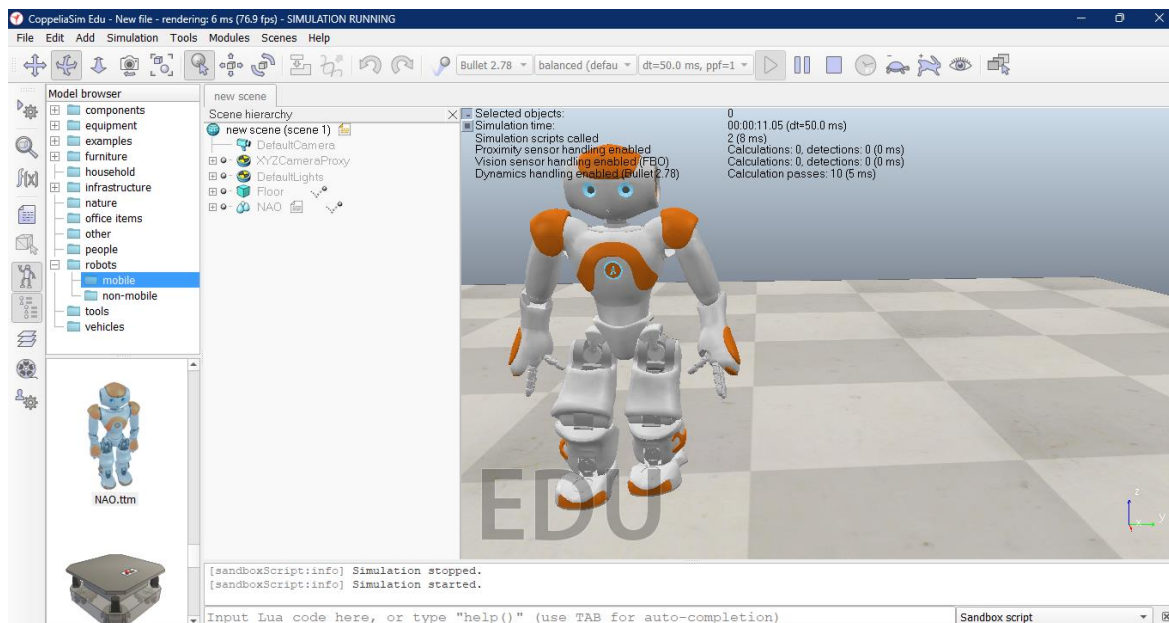 CoppeliaSim Edu - New file - rendering: 6 ms (76.9 fps) - SIMULATION RUNNING
File Edit Add Simulation Tools Modules Scenes Help
Bullet 2.78 balanced (defau dt=50.0 ms, ppf=1
Model browser
components
equipment
examples
furniture
household
infrastructure
nature
office items
other
people
robots
mobile
non-mobile
tools
vehicles
NAO.ttm
new scene
Scene hierarchy
new scene (scene 1)
DefaultCamera
XYZCameraProxy
DefaultLights
Floor
NAO
Selected objects: 0
Simulation time: 00:00:11.05 (dt=50.0 ms)
Simulation scripts called 2 (8 ms)
Proximity sensor handling enabled Calculations: 0, detections: 0 (0 ms)
Vision sensor handling enabled (FBO) Calculations: 0, detections: 0 (0 ms)
Dynamics handling enabled (Bullet 2.78) Calculation passes: 10 (5 ms)
EDU
z
x
y
[sandboxScript:info] Simulation stopped.
[sandboxScript:info] Simulation started.
Input Lua code here, or type "help()" (use TAB for auto-completion)
Sandbox script
f(x)